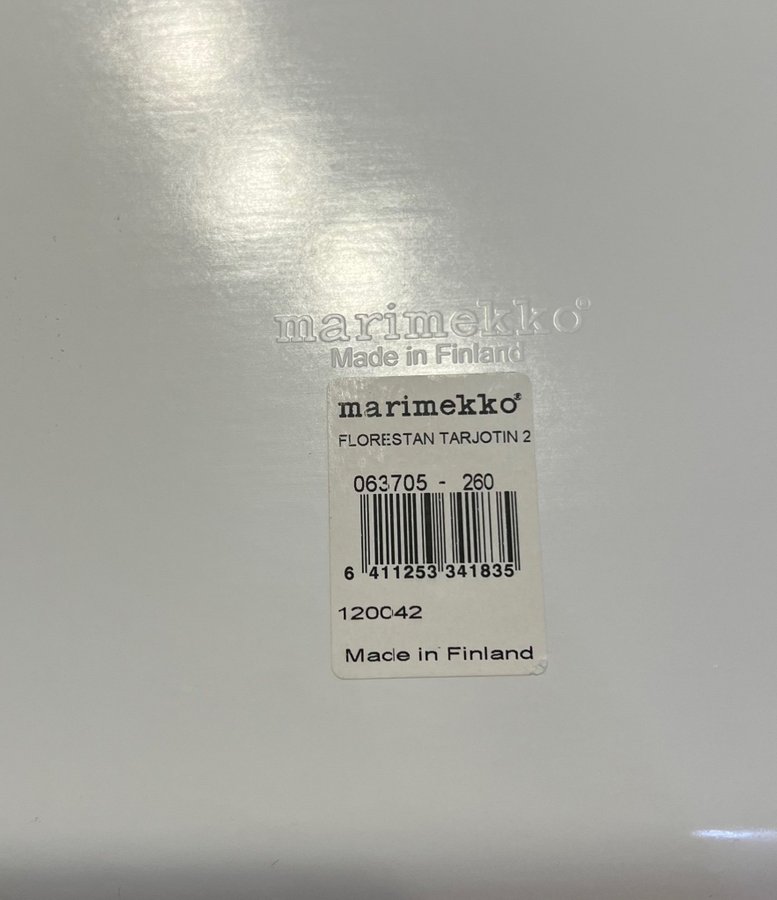 marimekko®
Made in Finland
marimekko®
FLORESTAN TARJOTIN 2
063705 - 260
6 411253 341835
120042
Made in Finland